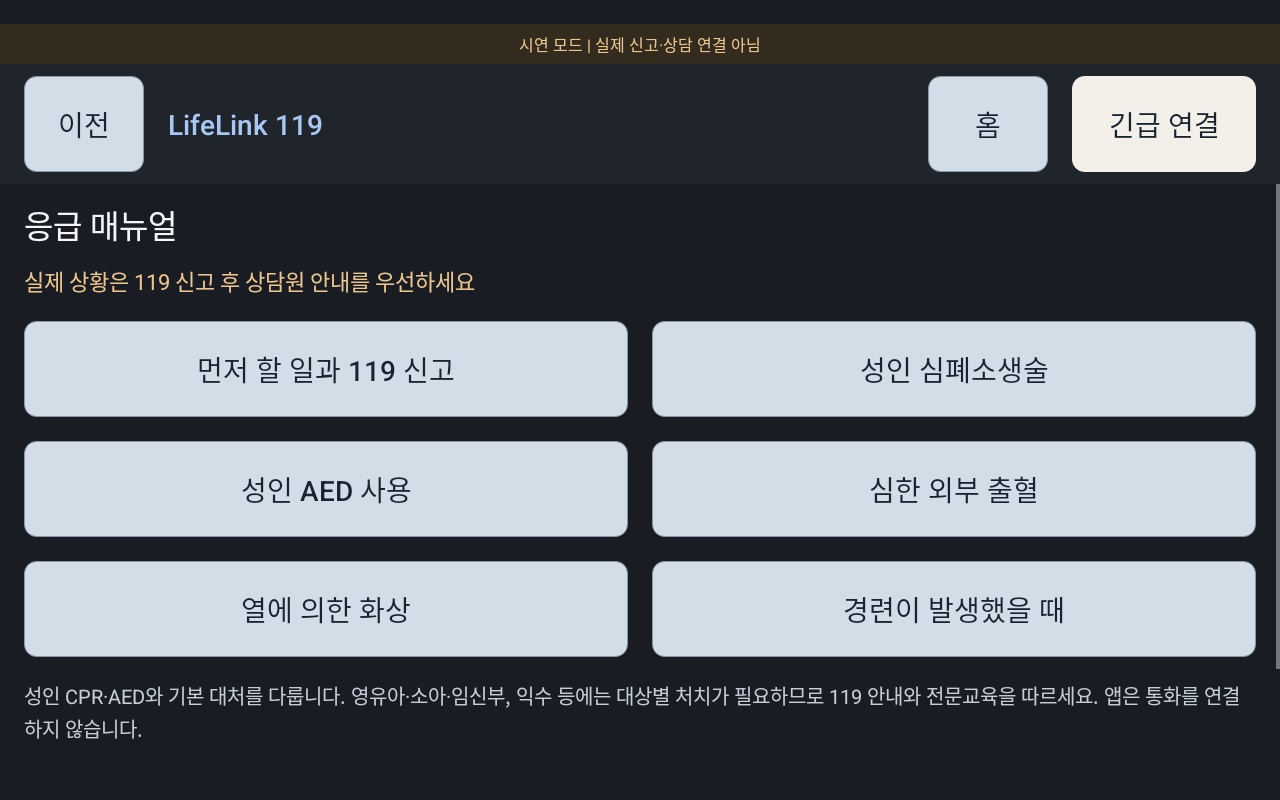 시연 모드 | 실제 신고·상담 연결 아님
이전
LifeLink 119
홈
긴급 연결
응급 매뉴얼
실제 상황은 119 신고 후 상담원 안내를 우선하세요
먼저 할 일과 119 신고
성인 심폐소생술
성인 AED 사용
심한 외부 출혈
열에 의한 화상
경련이 발생했을 때
성인 CPR·AED와 기본 대처를 다룹니다. 영유아·소아·임신부, 익수 등에는 대상별 처치가 필요하므로 119 안내와 전문교육을 따르세요. 앱은 통화를 연결
하지 않습니다.